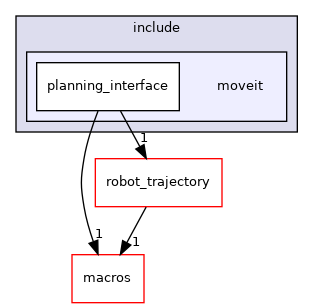 include
planning_interface
moveit
1
robot_trajectory
1
1
macros